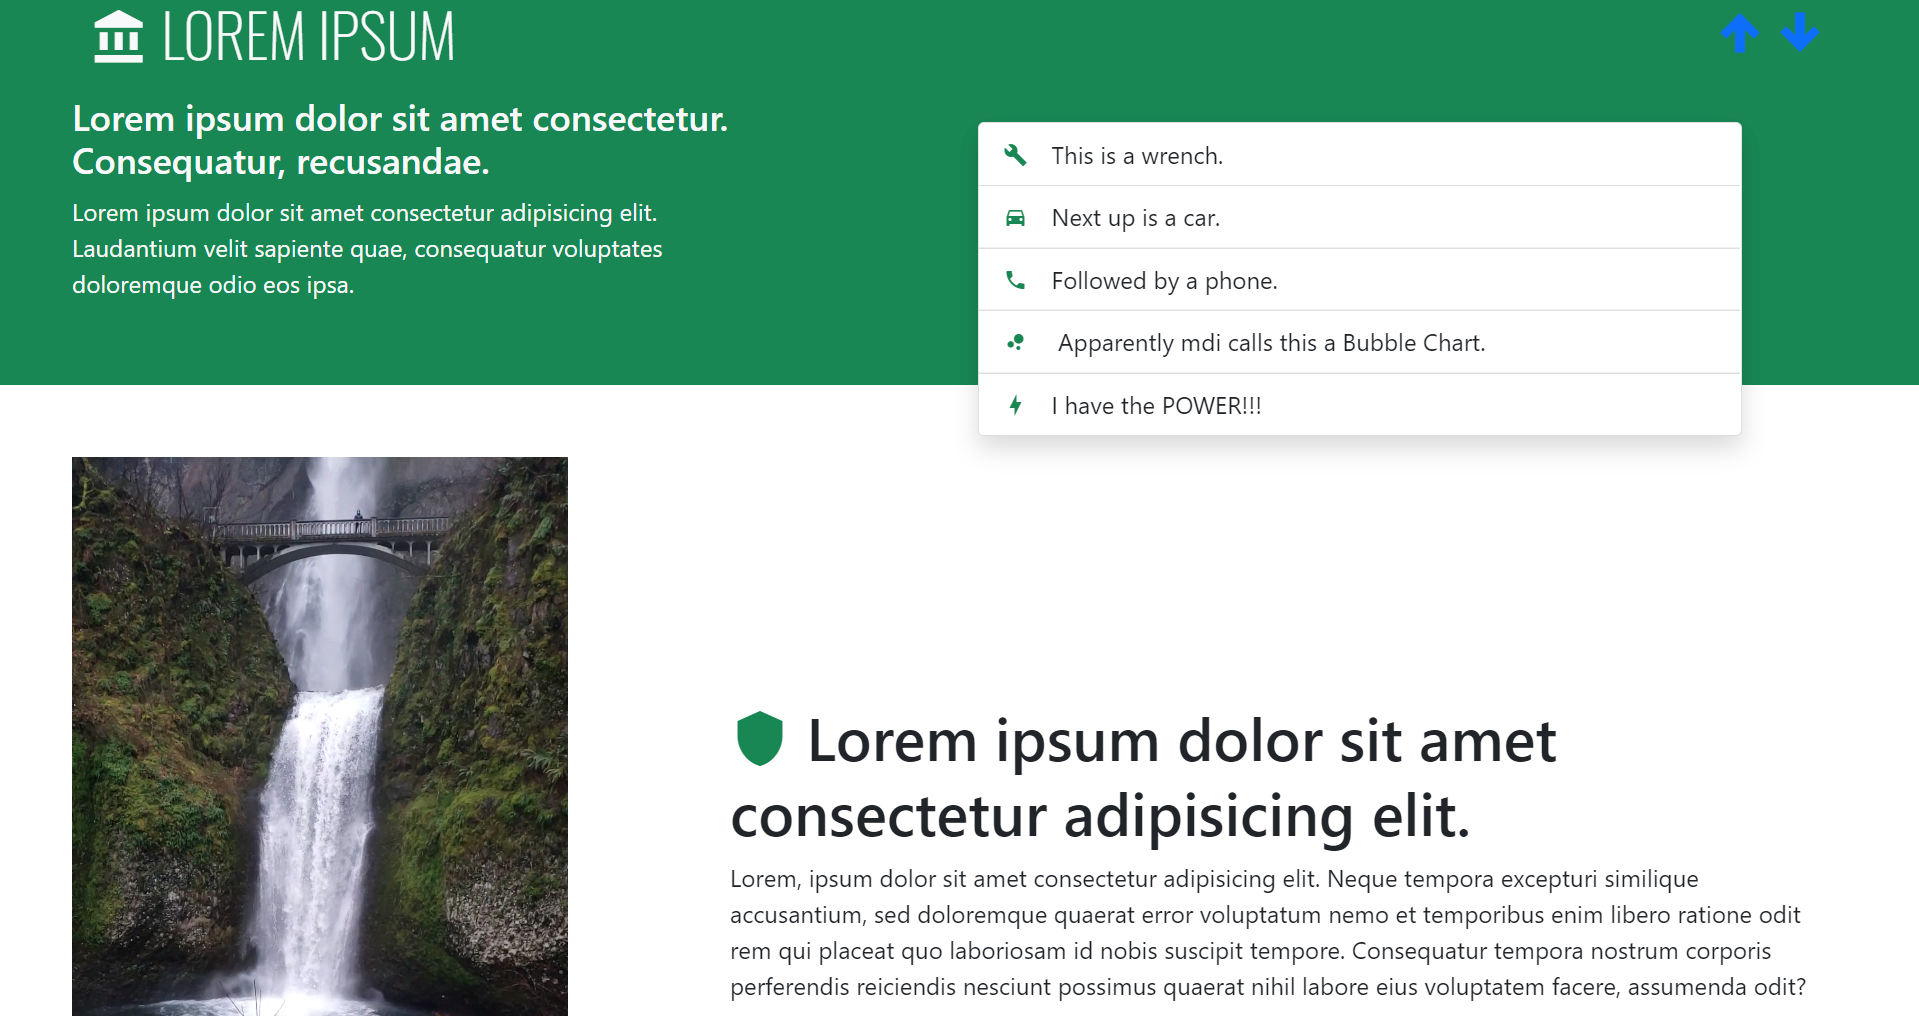 LOREM IPSUM
Lorem ipsum dolor sit amet consectetur.
Consequatur, recusandae.
Lorem ipsum dolor sit amet consectetur adipisicing elit.
Laudantium velit sapiente quae, consequatur voluptates
doloremque odio eos ipsa.
This is a wrench.
Next up is a car.
Followed by a phone.
Apparently mdi calls this a Bubble Chart.
I have the POWER!!!
Lorem ipsum dolor sit amet
consectetur adipisicing elit.
Lorem, ipsum dolor sit amet consectetur adipisicing elit. Neque tempora excepturi similique
accusantium, sed doloremque quaerat error voluptatum nemo et temporibus enim libero ratione odit
rem qui placeat quo laboriosam id nobis suscipit tempore. Consequatur tempora nostrum corporis
perferendis reiciendis nesciunt possimus quaerat nihil labore eius voluptatem facere, assumenda odit?